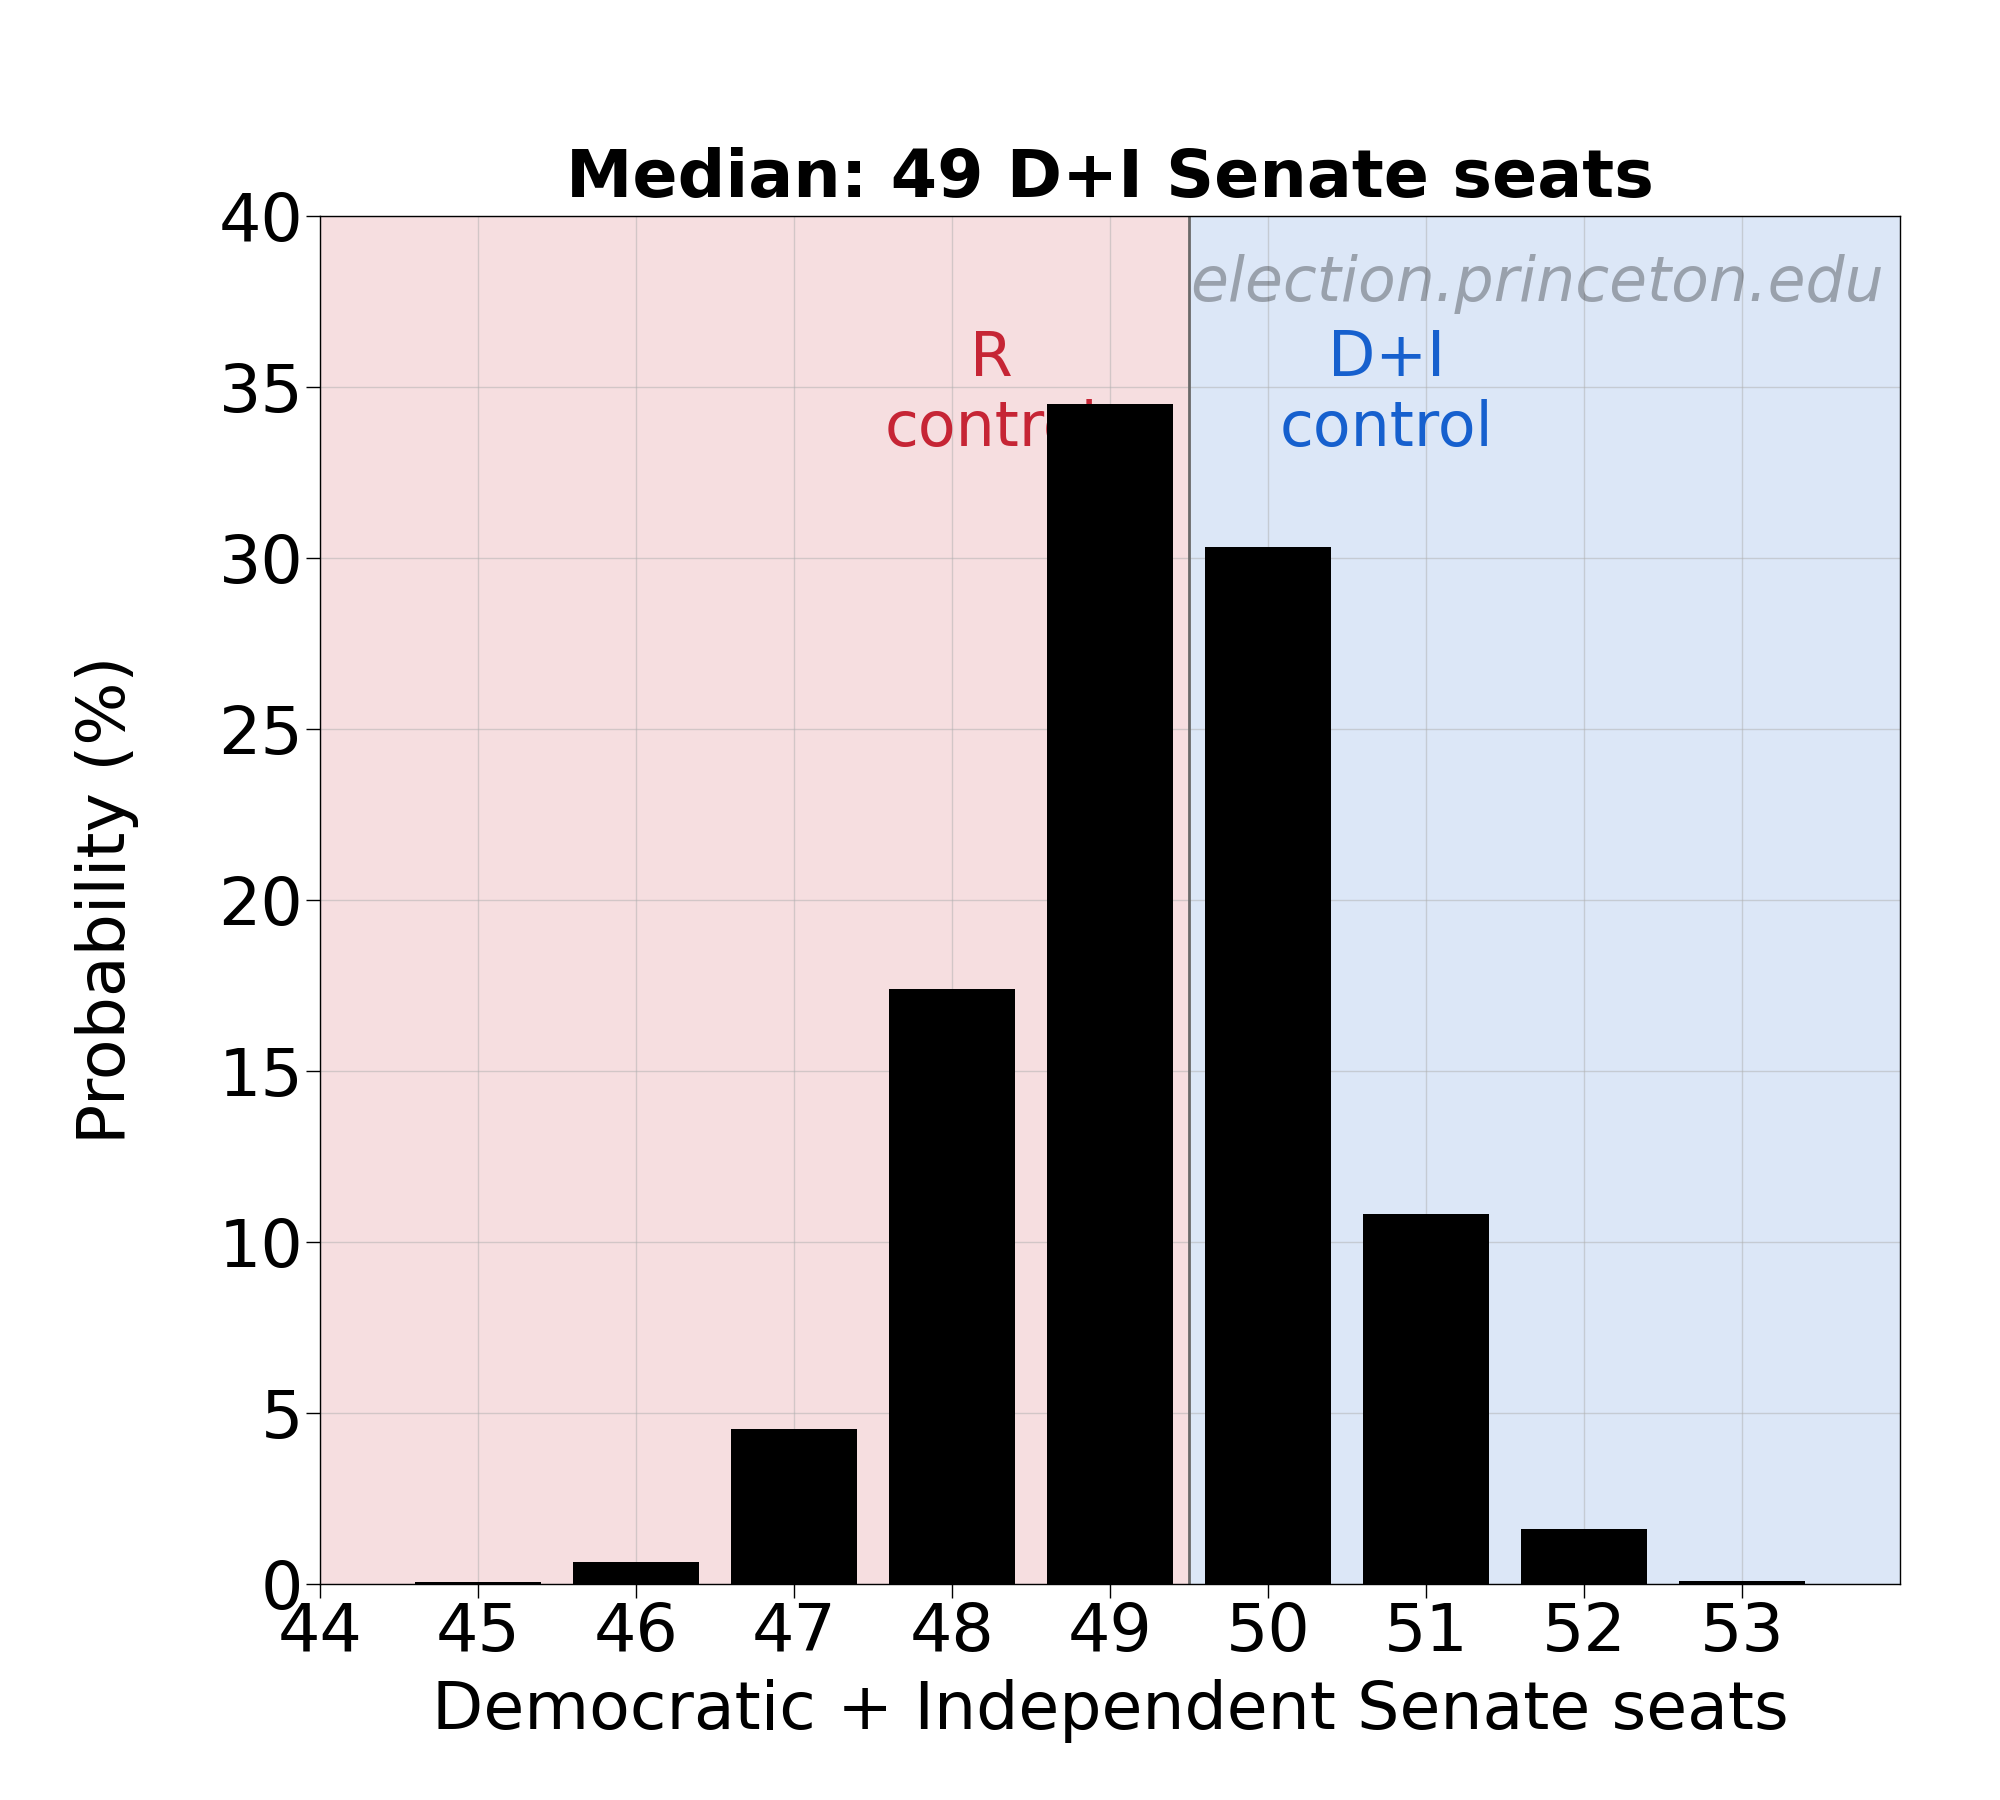 Median: 49 D+I Senate seats
election.princeton.edu
R
D+I
control
40
35
30
25
20
15
10
5
0
Probability (%)
44 45 46 47 48 49 50 51 52 53
Democratic + Independent Senate seats